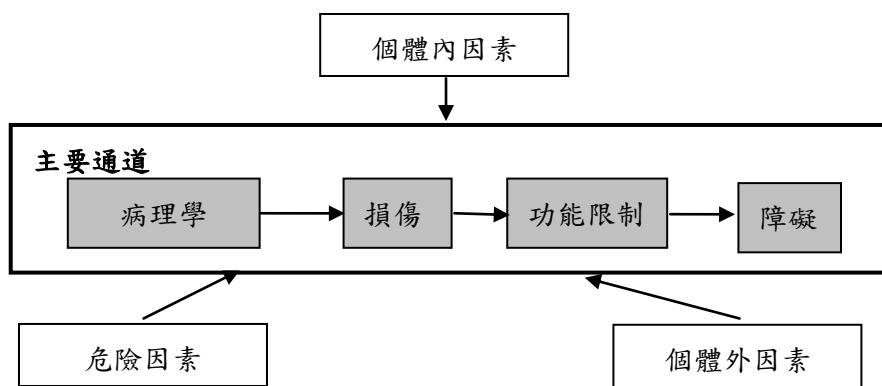 個體內因素
主要通道
病理學
損傷
功能限制
障礙
危險因素
個體外因素